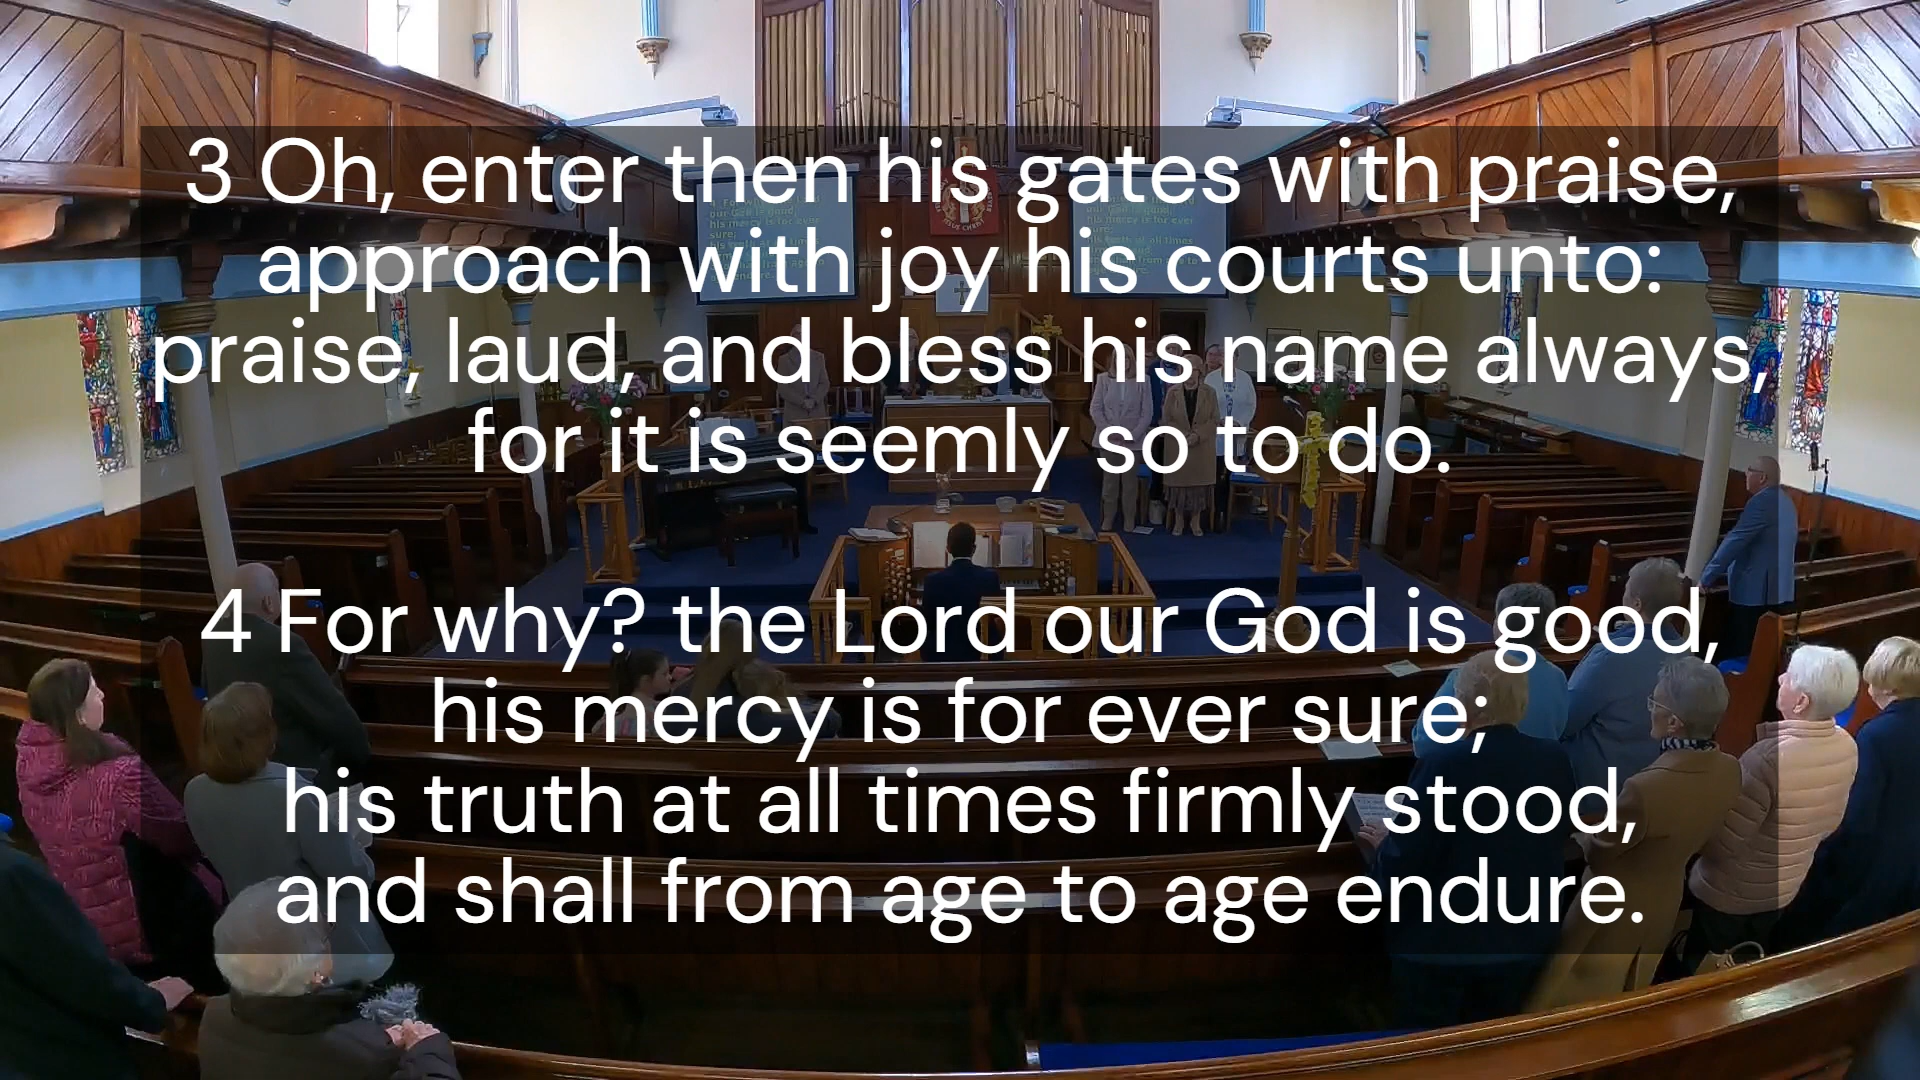 3 Oh, enter then his gates with praise,
approach with joy his courts unto:
praise, laud, and bless his name always,
for it is seemly so to do.
4 For why? the Lord our God is good,
his mercy is for ever sure;
his truth at all times firmly stood,
and shall from age to age endure.